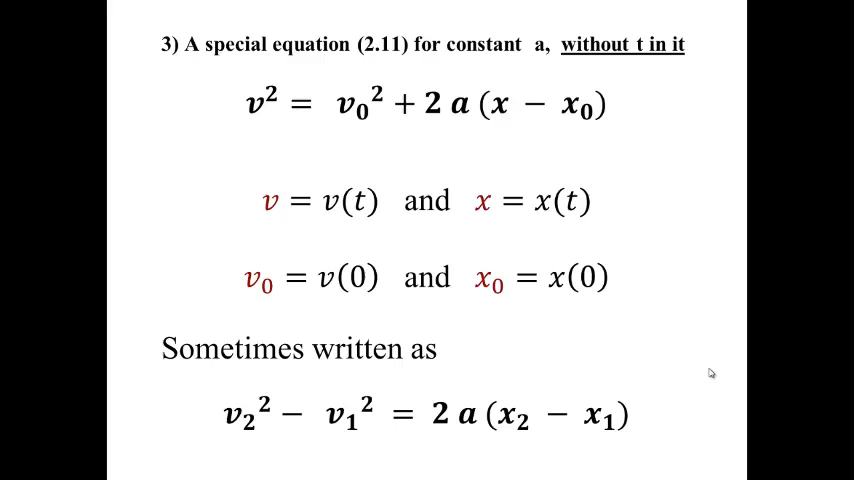 3) A special equation (2.11) for constant a, without t in it
v² = v₀² + 2 a (x − x₀)
v = v(t) and x = x(t)
v₀ = v(0) and x₀ = x(0)
Sometimes written as
v₂² − v₁² = 2 a (x₂ − x₁)